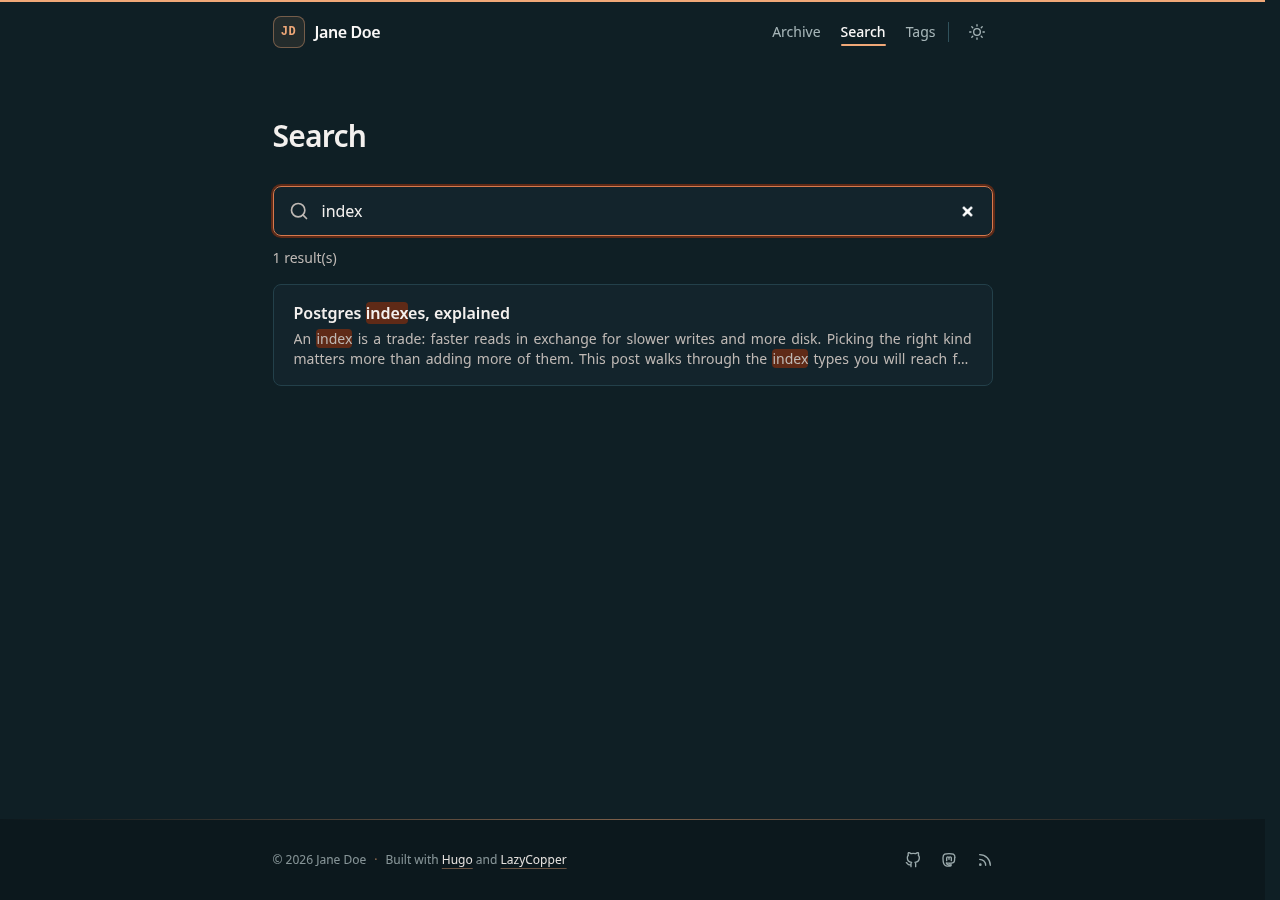 JD Jane Doe Archive Search Tags
Search
index
1 result(s)
Postgres indexes, explained
An index is a trade: faster reads in exchange for slower writes and more disk. Picking the right kind
matters more than adding more of them. This post walks through the index types you will reach f…
© 2026 Jane Doe · Built with Hugo and LazyCopper